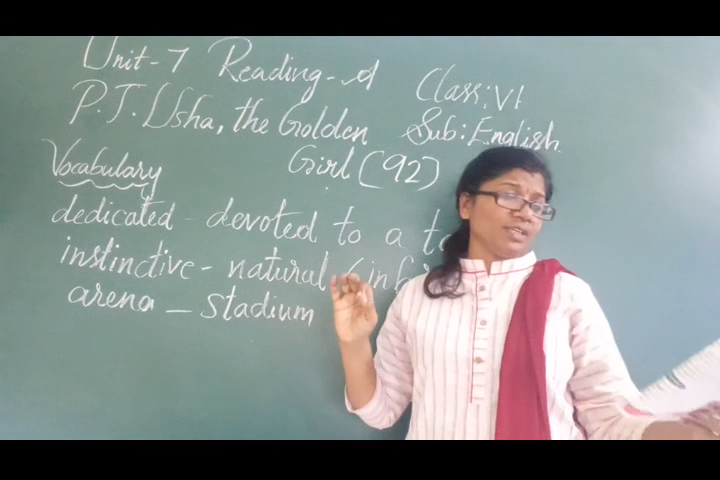 Unit-7 Reading-A Class: VI
P.T. Usha, the Golden Sub: English
Girl (92)
Vocabulary
dedicated - devoted to a
instinctive - natural
arena - stadium